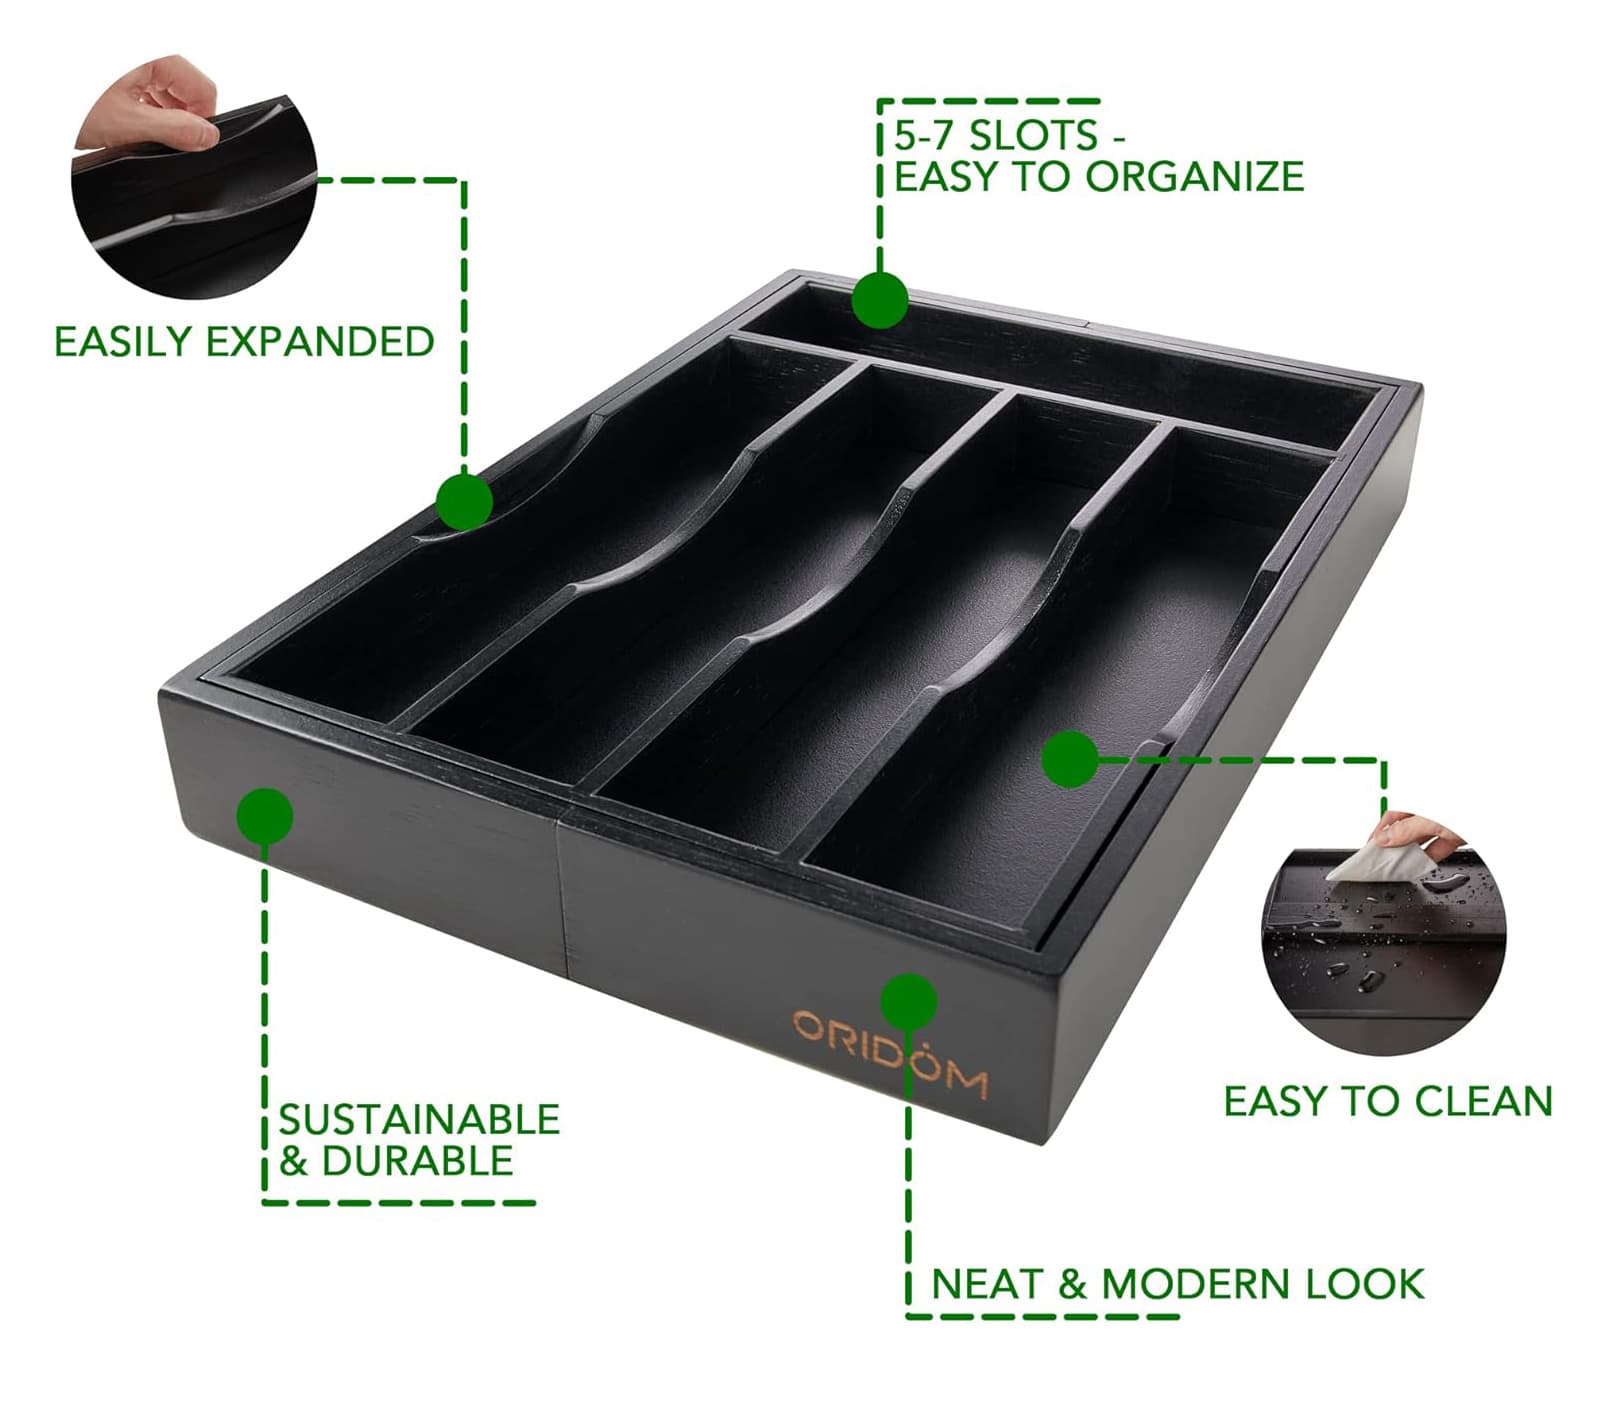 5-7 SLOTS -
EASY TO ORGANIZE
EASILY EXPANDED
ORIDOM
EASY TO CLEAN
SUSTAINABLE
& DURABLE
NEAT & MODERN LOOK